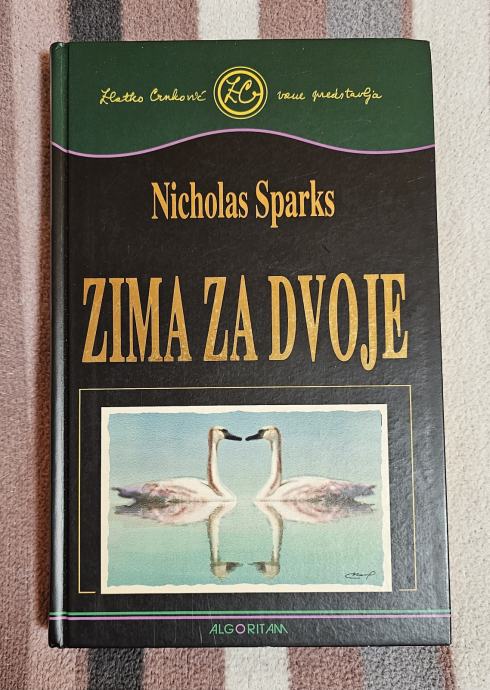 Zlatko Crnković ZC vam predstavlja
Nicholas Sparks
ZIMA ZA DVOJE
ALGORITAM